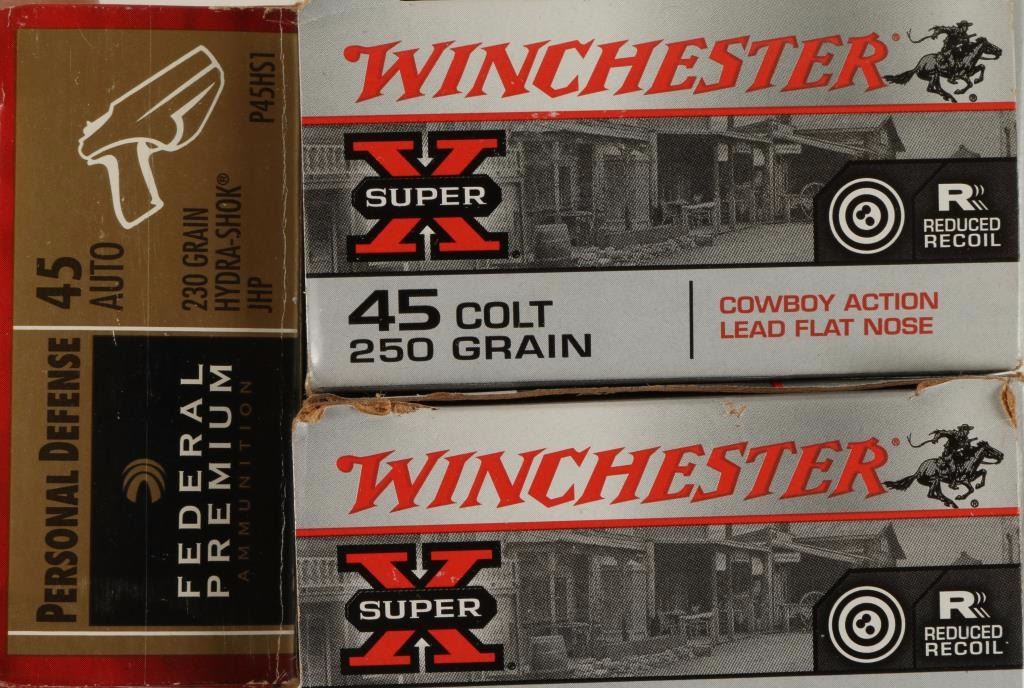 PERSONAL DEFENSE
45
AUTO
230 GRAIN
HYDRA-SHOK®
JHP
P45HS1
FEDERAL
PREMIUM
AMMUNITION
WINCHESTER®
SUPER
X
R
REDUCED
RECOIL
45 COLT
250 GRAIN
COWBOY ACTION
LEAD FLAT NOSE
WINCHESTER®
SUPER
X
R
REDUCED
RECOIL